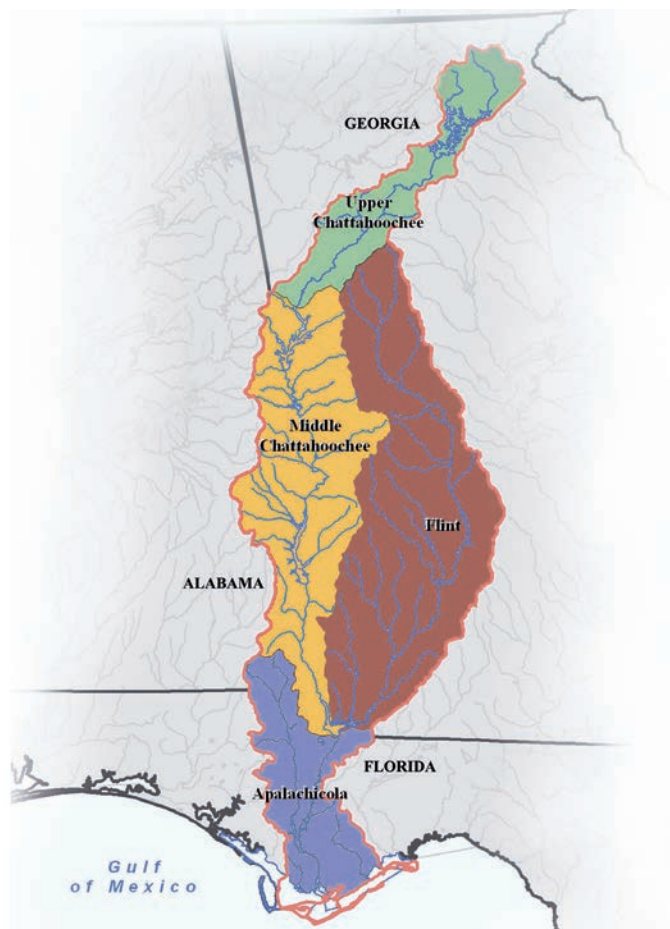 GEORGIA
Upper
Chattahoochee
Middle
Chattahoochee
Flint
ALABAMA
FLORIDA
Apalachicola
Gulf
of Mexico